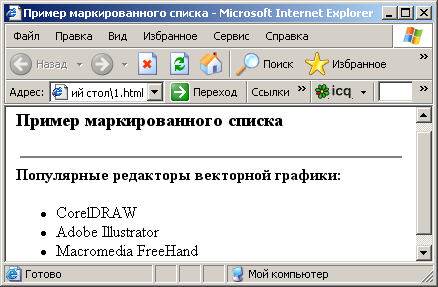 Пример маркированного списка - Microsoft Internet Explorer
Файл Правка Вид Избранное Сервис Справка
Назад Поиск Избранное
Адрес: ий стол\1.html Переход Ссылки icq
Пример маркированного списка
Популярные редакторы векторной графики:
CorelDRAW
Adobe Illustrator
Macromedia FreeHand
Готово Мой компьютер